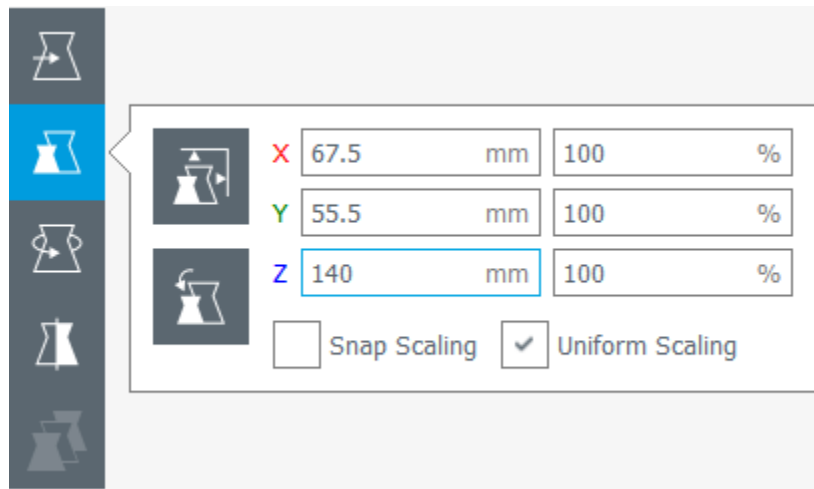 X 67.5 mm 100 %
Y 55.5 mm 100 %
Z 140 mm 100 %
Snap Scaling Uniform Scaling